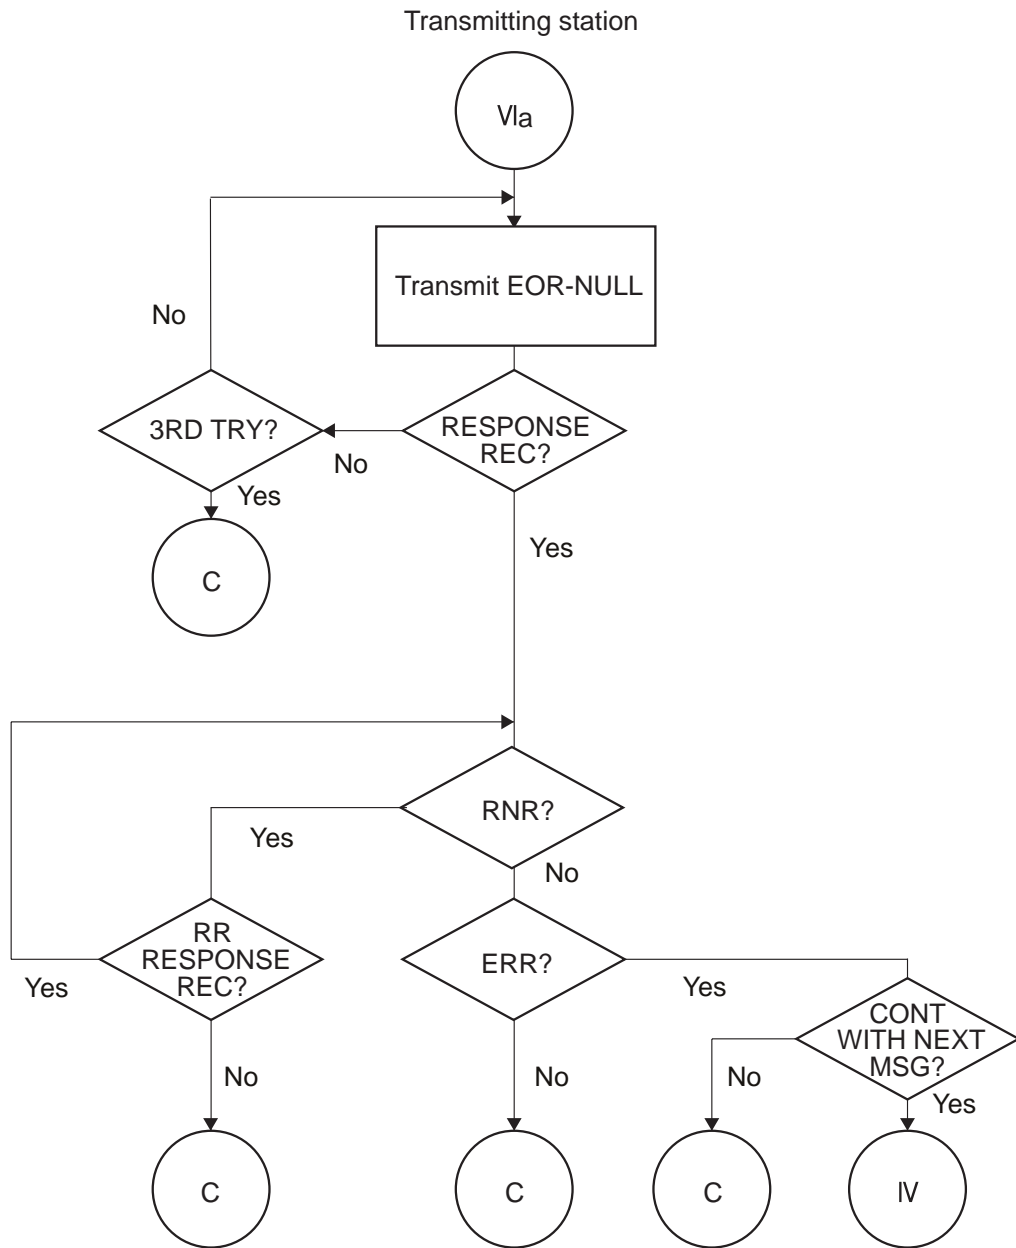 Transmitting station
VIa
Transmit EOR-NULL
No
3RD TRY?
RESPONSE
REC?
No
Yes
C
Yes
RNR?
Yes
No
RR
RESPONSE
REC?
ERR?
Yes
Yes
CONT
WITH NEXT
MSG?
No
No
No
Yes
C
C
C
IV